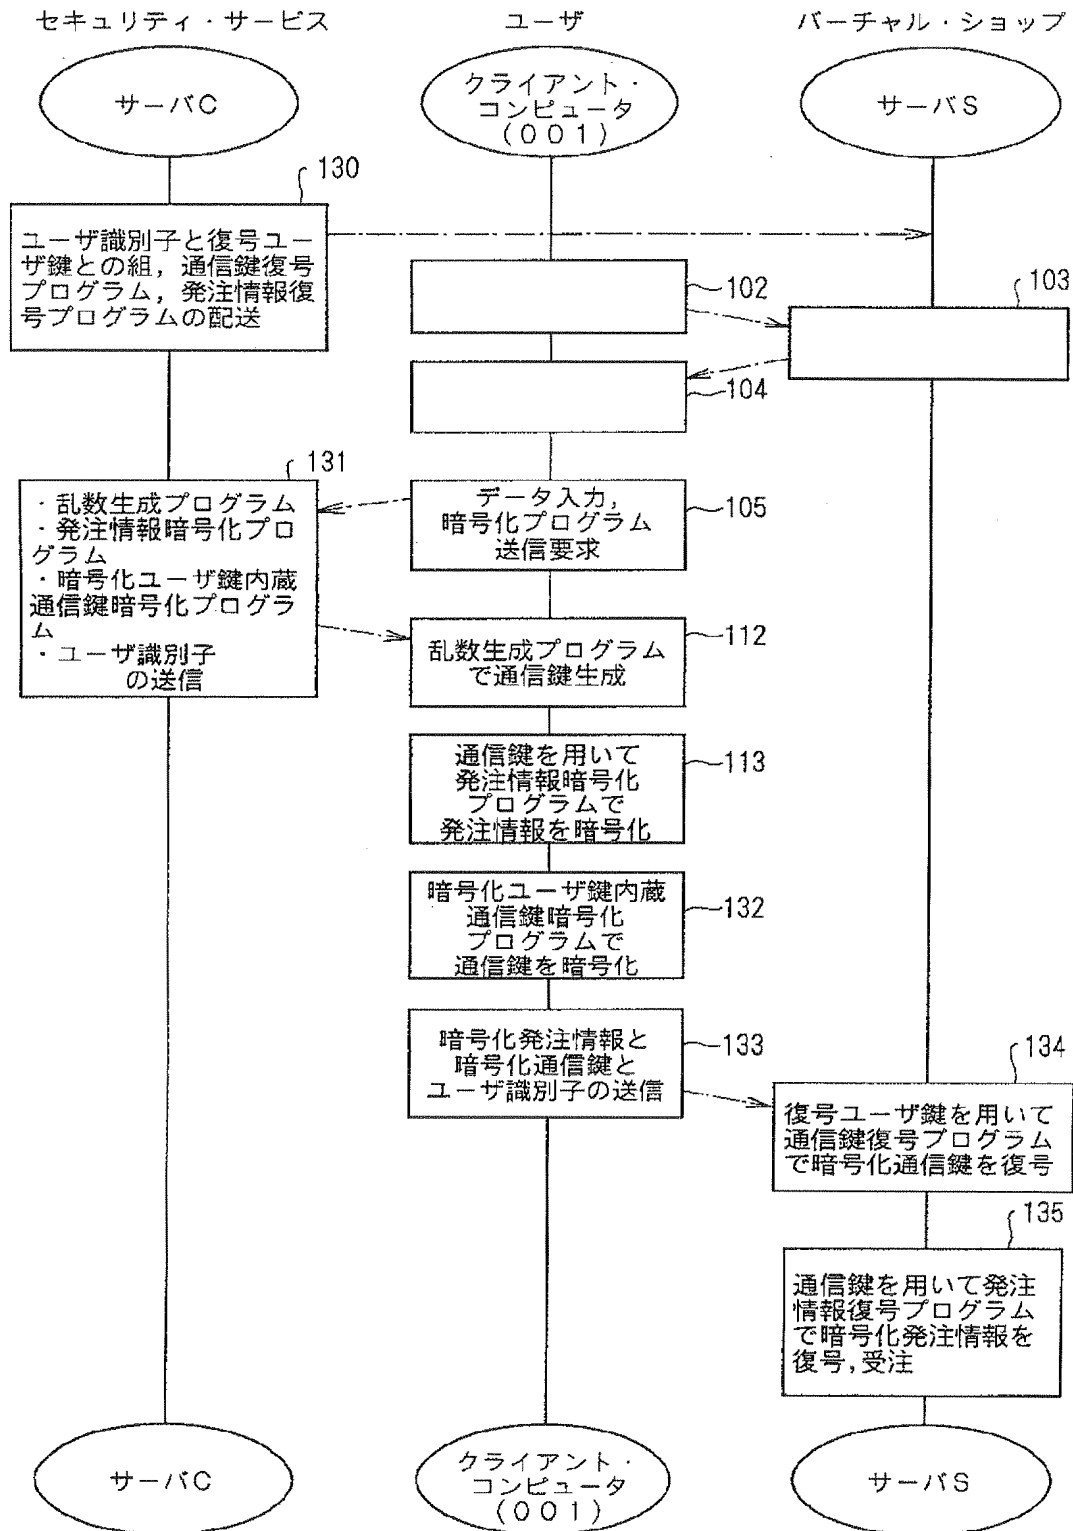 セキュリティ・サービス
ユーザ
バーチャル・ショップ
サーバC
クライアント・
コンピュータ
(001)
サーバS
130
ユーザ識別子と復号ユー
ザ鍵との組，通信鍵復号
プログラム，発注情報復
号プログラムの配送
102
103
104
131
・乱数生成プログラム
・発注情報暗号化プロ
グラム
・暗号化ユーザ鍵内蔵
通信鍵暗号化プログラ
ム
・ユーザ識別子
の送信
データ入力，
暗号化プログラム
送信要求
105
乱数生成プログラム
で通信鍵生成
112
通信鍵を用いて
発注情報暗号化
プログラムで
発注情報を暗号化
113
暗号化ユーザ鍵内蔵
通信鍵暗号化
プログラムで
通信鍵を暗号化
132
暗号化発注情報と
暗号化通信鍵と
ユーザ識別子の送信
133
134
復号ユーザ鍵を用いて
通信鍵復号プログラム
で暗号化通信鍵を復号
135
通信鍵を用いて発注
情報復号プログラム
で暗号化発注情報を
復号，受注
サーバC
クライアント・
コンピュータ
(001)
サーバS